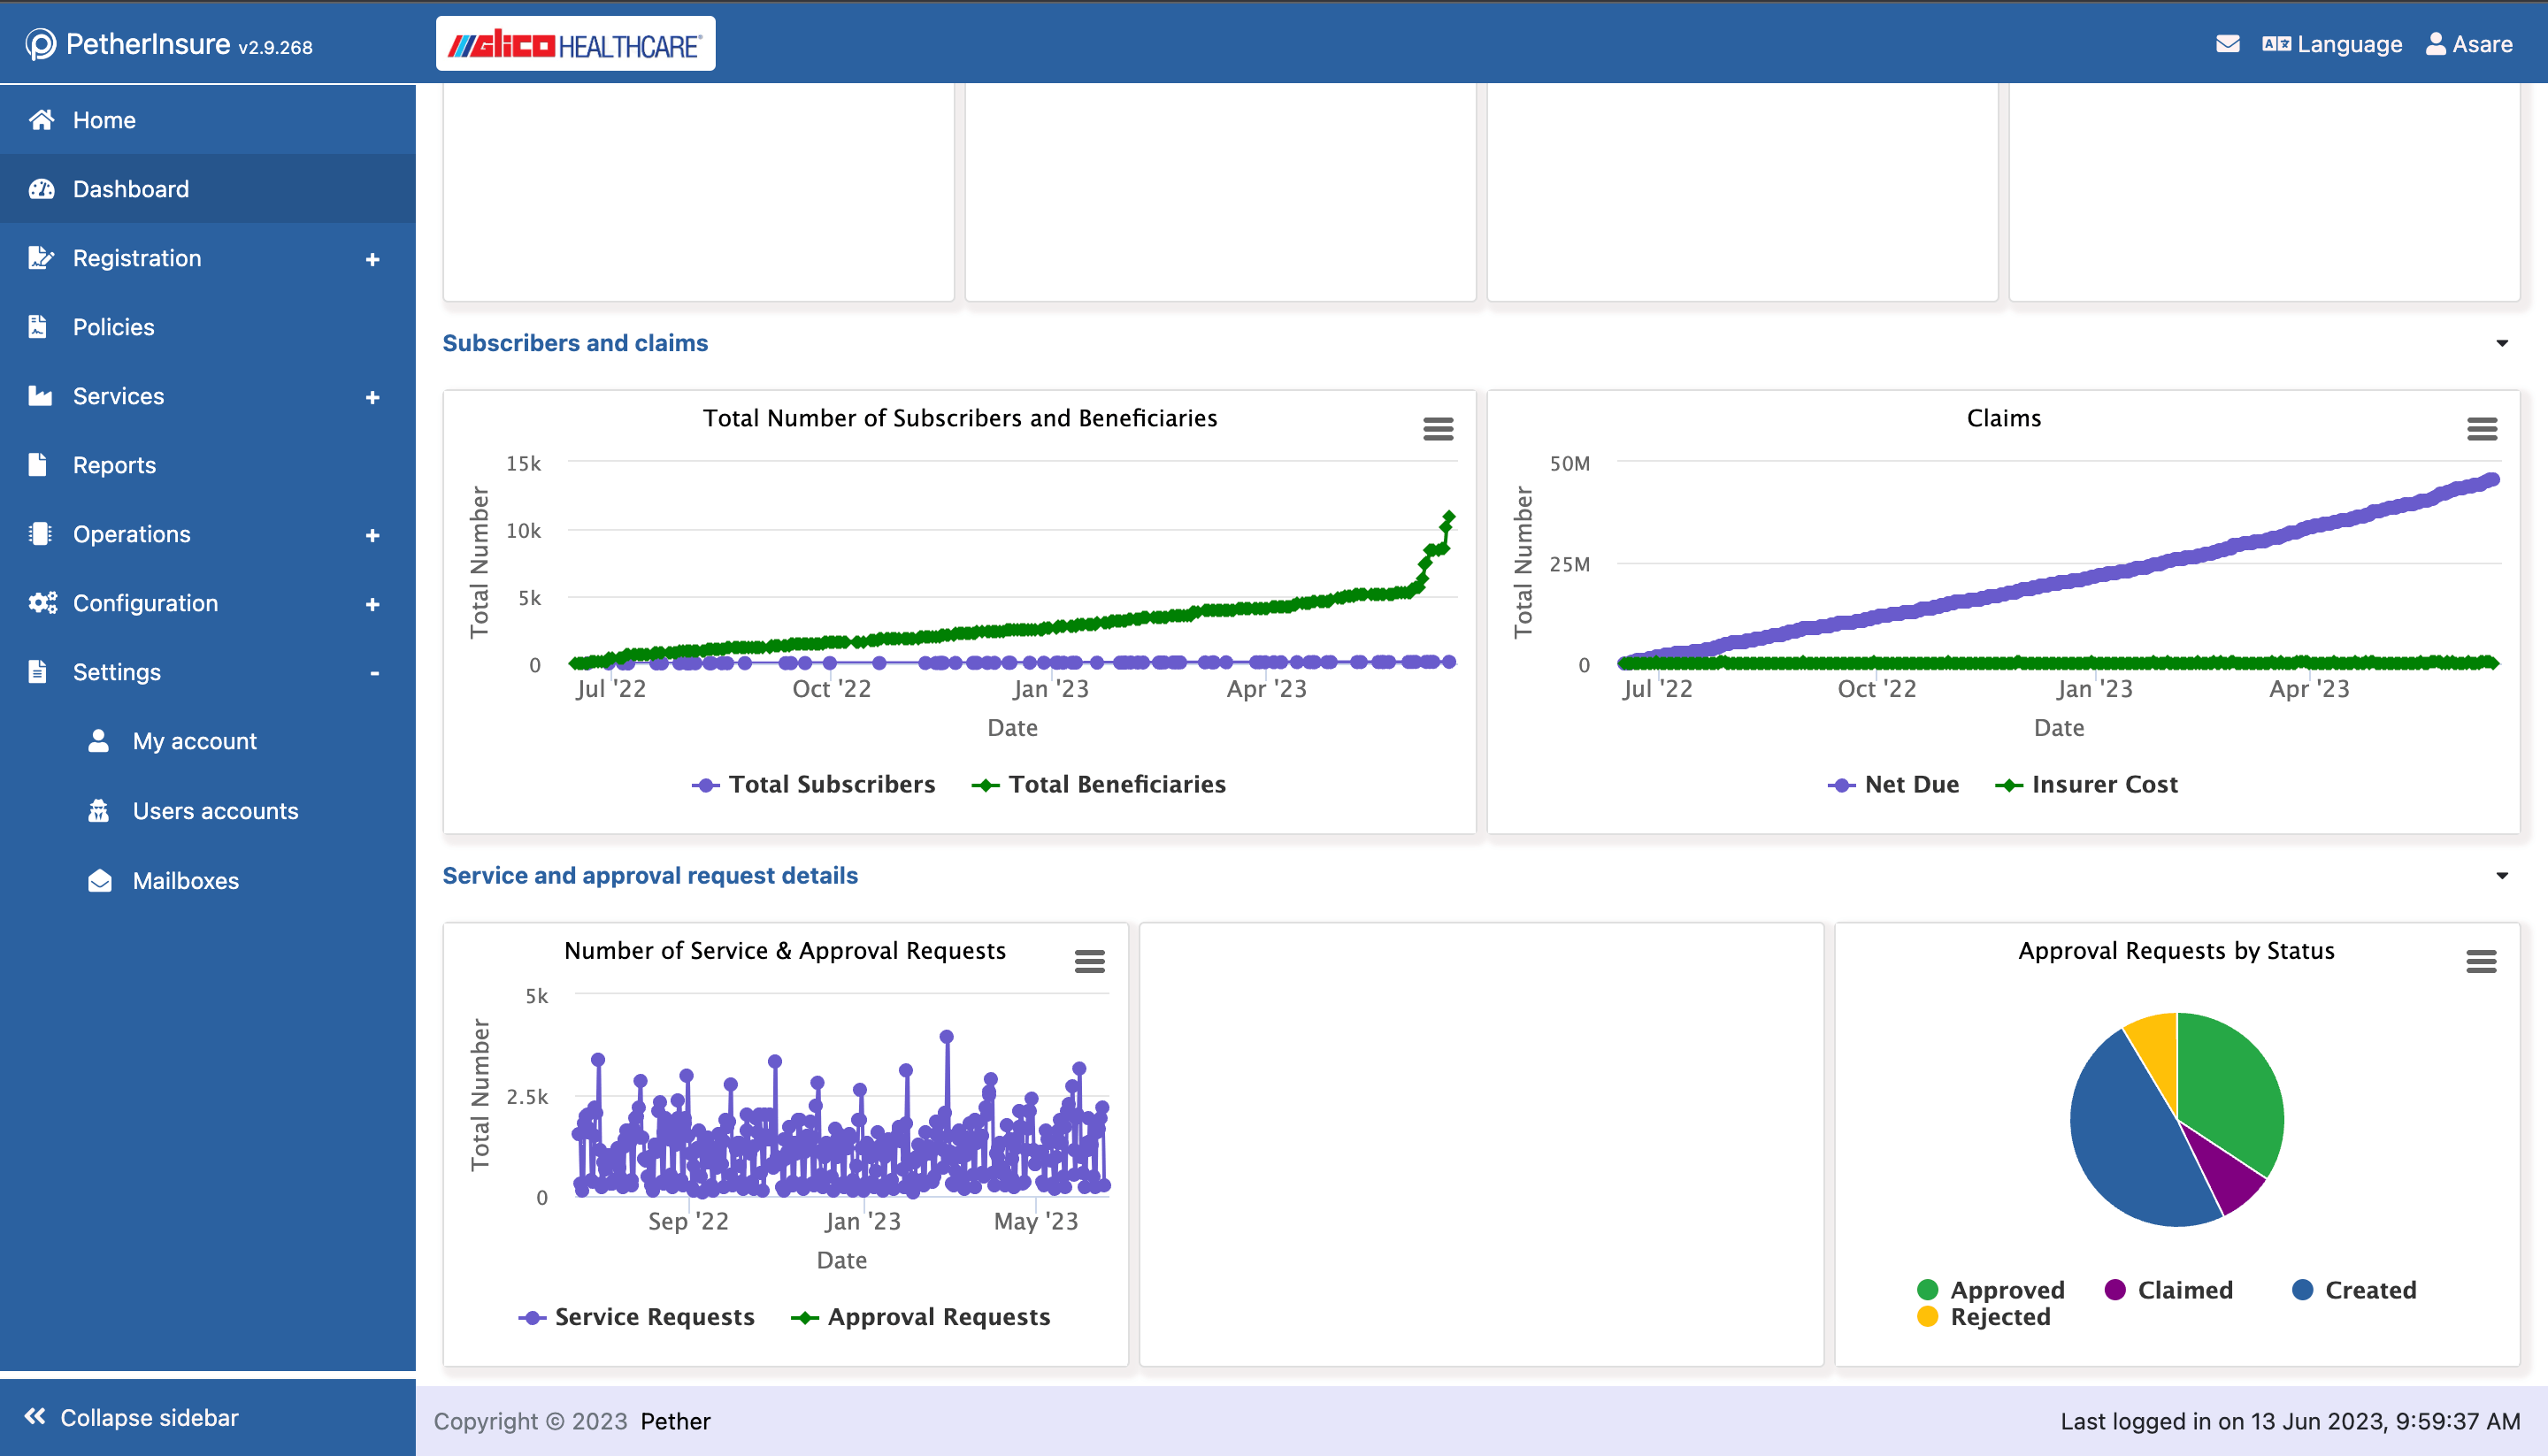 PetherInsure v2.9.268
Glico HEALTHCARE
Language
Asare
Home
Dashboard
Registration +
Policies
Services +
Reports
Operations +
Configuration +
Settings -
My account
Users accounts
Mailboxes
Collapse sidebar
Subscribers and claims
Total Number of Subscribers and Beneficiaries
Total Number
15k
10k
5k
0
Jul '22 Oct '22 Jan '23 Apr '23
Date
Total Subscribers Total Beneficiaries
Claims
Total Number
50M
25M
0
Jul '22 Oct '22 Jan '23 Apr '23
Date
Net Due Insurer Cost
Service and approval request details
Number of Service & Approval Requests
Total Number
5k
2.5k
0
Sep '22 Jan '23 May '23
Date
Service Requests Approval Requests
Approval Requests by Status
Approved Claimed Created
Rejected
Copyright © 2023 Pether
Last logged in on 13 Jun 2023, 9:59:37 AM